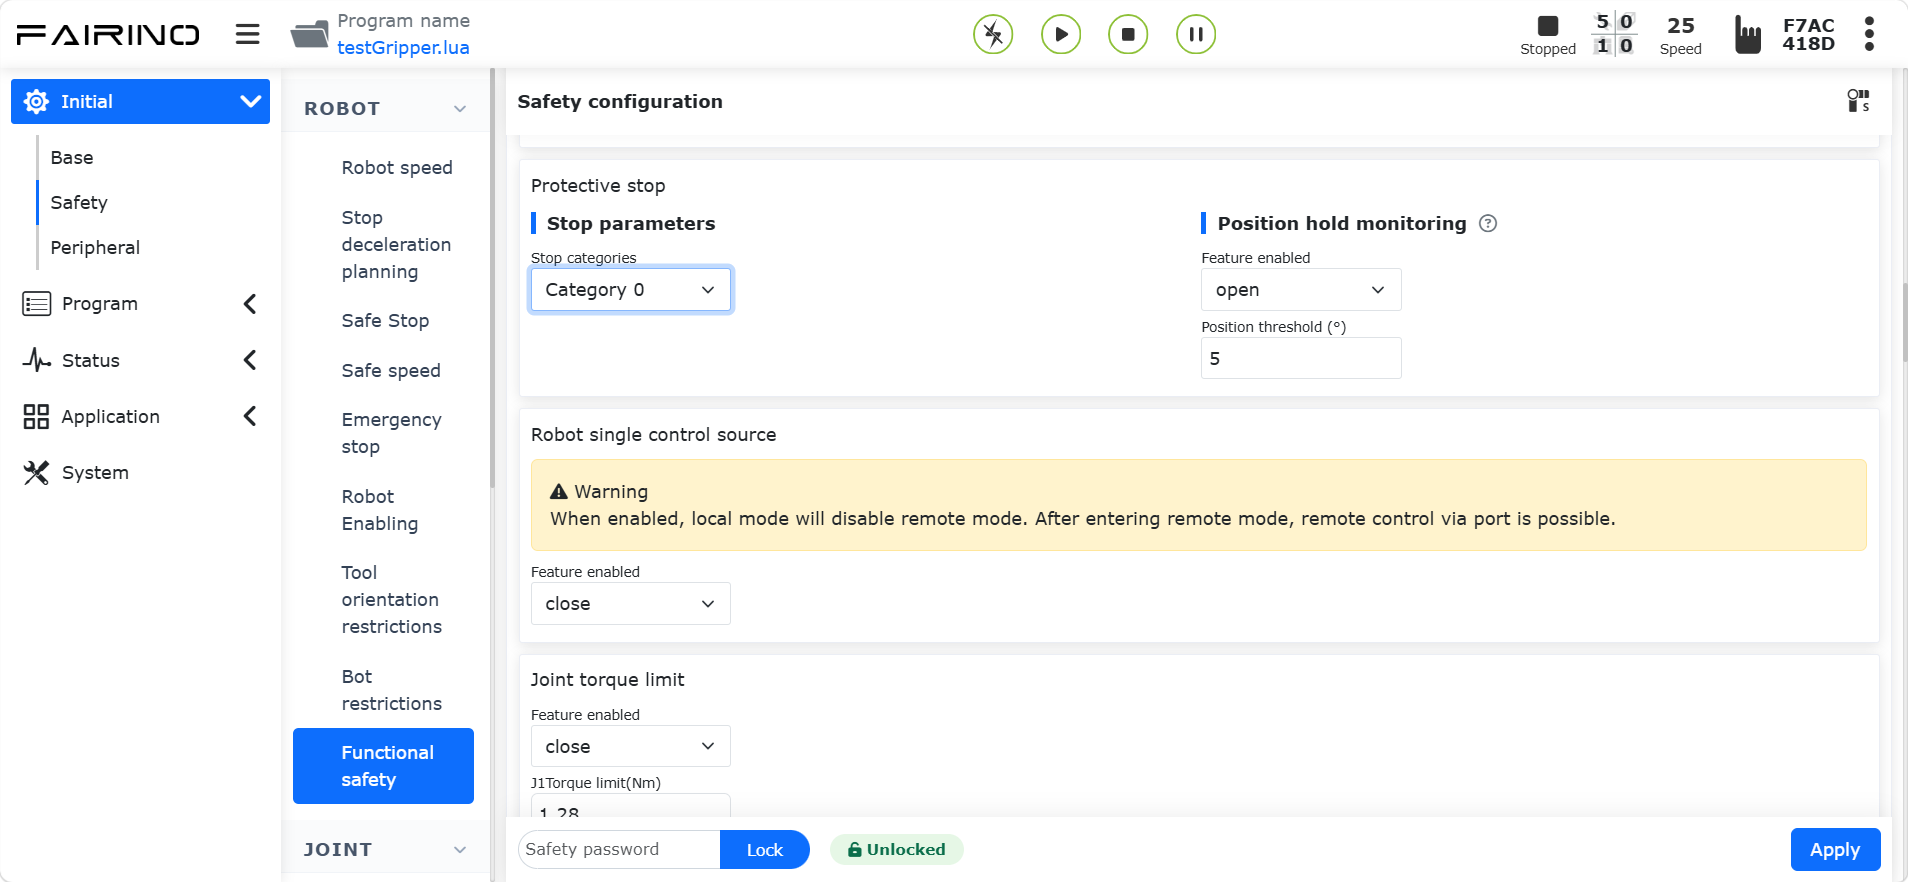 FAIRINO
Program name
testGripper.lua
Stopped
5 0
1 0
25
Speed
F7AC
418D
Initial
Base
Safety
Peripheral
Program
Status
Application
System
ROBOT
Robot speed
Stop
deceleration
planning
Safe Stop
Safe speed
Emergency
stop
Robot
Enabling
Tool
orientation
restrictions
Bot
restrictions
Functional
safety
JOINT
Safety configuration
S
Protective stop
Stop parameters
Stop categories
Category 0
Position hold monitoring ?
Feature enabled
open
Position threshold (°)
5
Robot single control source
Warning
When enabled, local mode will disable remote mode. After entering remote mode, remote control via port is possible.
Feature enabled
close
Joint torque limit
Feature enabled
close
J1Torque limit(Nm)
1.28
Safety password
Lock
Unlocked
Apply